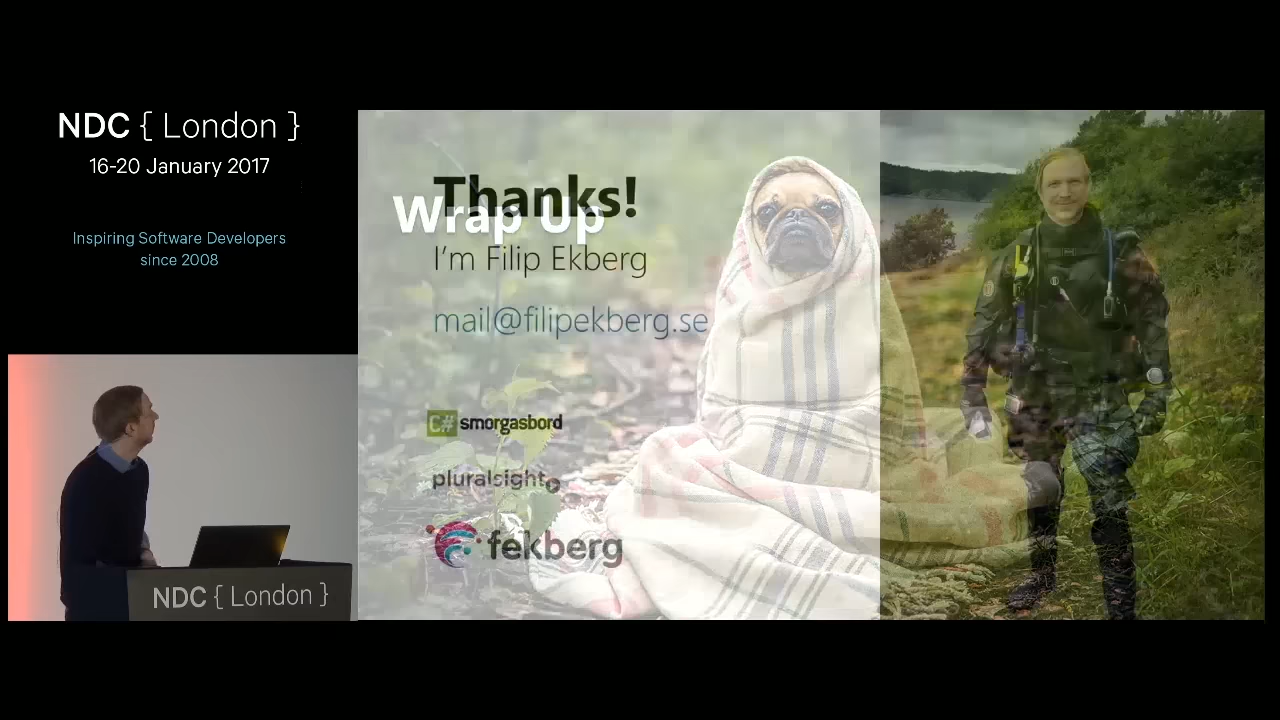 NDC { London }
16-20 January 2017
Inspiring Software Developers
since 2008
Thanks!
Wrap Up
I'm Filip Ekberg
mail@filipekberg.se
C# smorgasbord
pluralsight
fekberg
NDC { London }